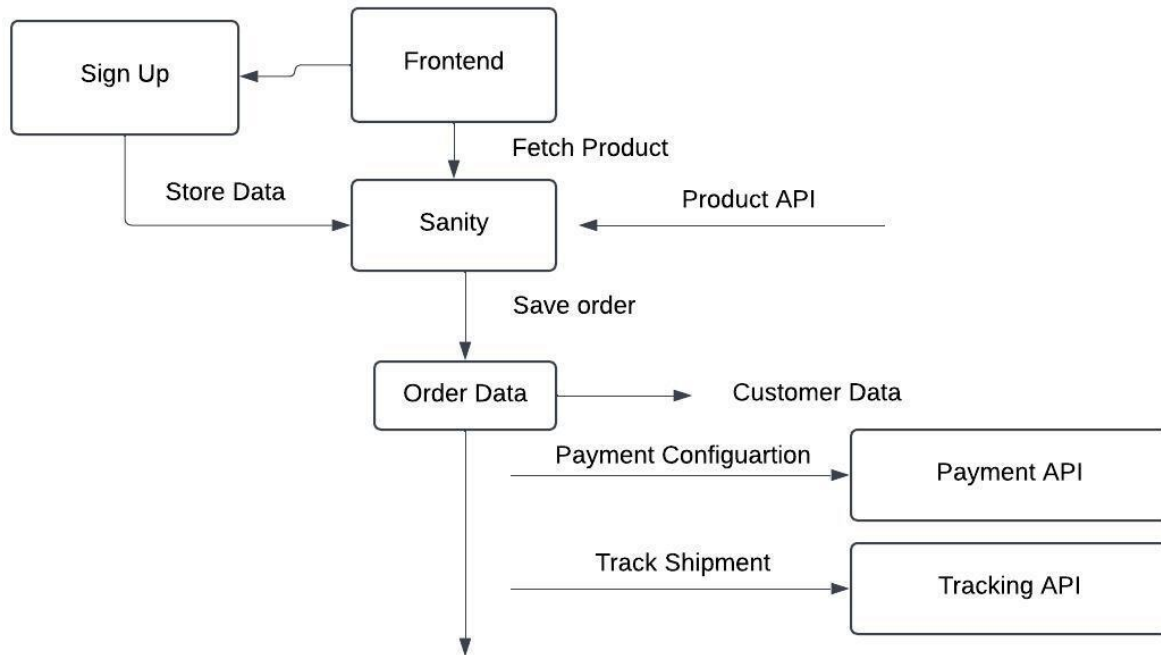 Sign Up
Frontend
Fetch Product
Store Data
Product API
Sanity
Save order
Order Data
Customer Data
Payment Configuartion
Payment API
Track Shipment
Tracking API